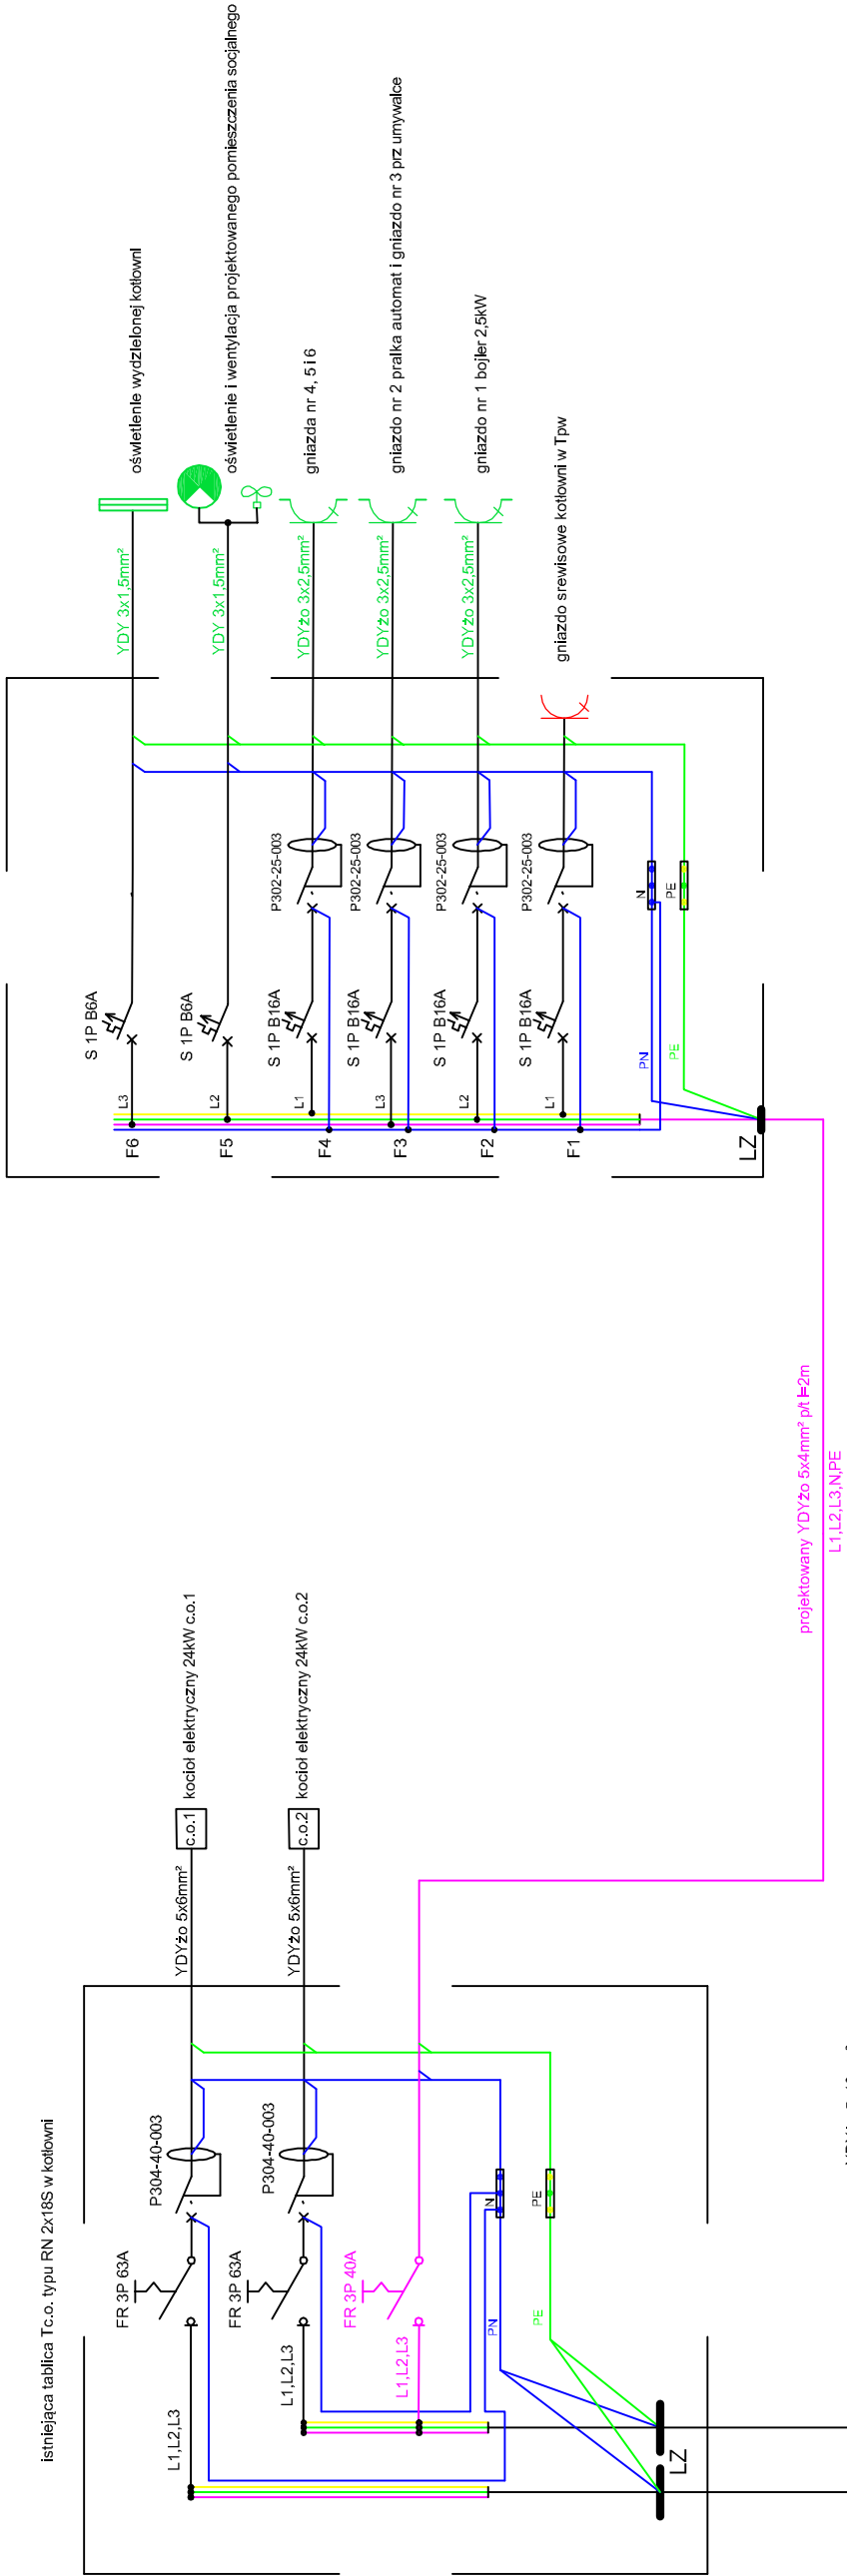 istniejąca tablica Tc.o. typu RN 2x18S w kotłowni
L1,L2,L3
FR 3P 63A
P304-40-003
YDYżo 5x6mm²
c.o.1
kocioł elektryczny 24kW c.o.1
L1,L2,L3
FR 3P 63A
P304-40-003
YDYżo 5x6mm²
c.o.2
kocioł elektryczny 24kW c.o.2
L1,L2,L3
FR 3P 40A
PN
N
PE
PE
LZ
projektowany YDYżo 5x4mm² p/t l=2m
L1,L2,L3,N,PE
F6
L3
S 1P B6A
YDY 3x1,5mm²
oświetlenie wydzielonej kotłowni
F5
L2
S 1P B6A
YDY 3x1,5mm²
oświetlenie i wentylacja projektowanego pomieszczenia socjalnego
F4
L1
S 1P B16A
P302-25-003
YDYżo 3x2,5mm²
gniazda nr 4, 5 i 6
F3
L3
S 1P B16A
P302-25-003
YDYżo 3x2,5mm²
gniazdo nr 2 pralka automat i gniazdo nr 3 prz umywalce
F2
L2
S 1P B16A
P302-25-003
YDYżo 3x2,5mm²
gniazdo nr 1 bojler 2,5kW
F1
L1
S 1P B16A
P302-25-003
gniazdo srewisowe kotłowni w Tpw
PN
N
PE
PE
LZ